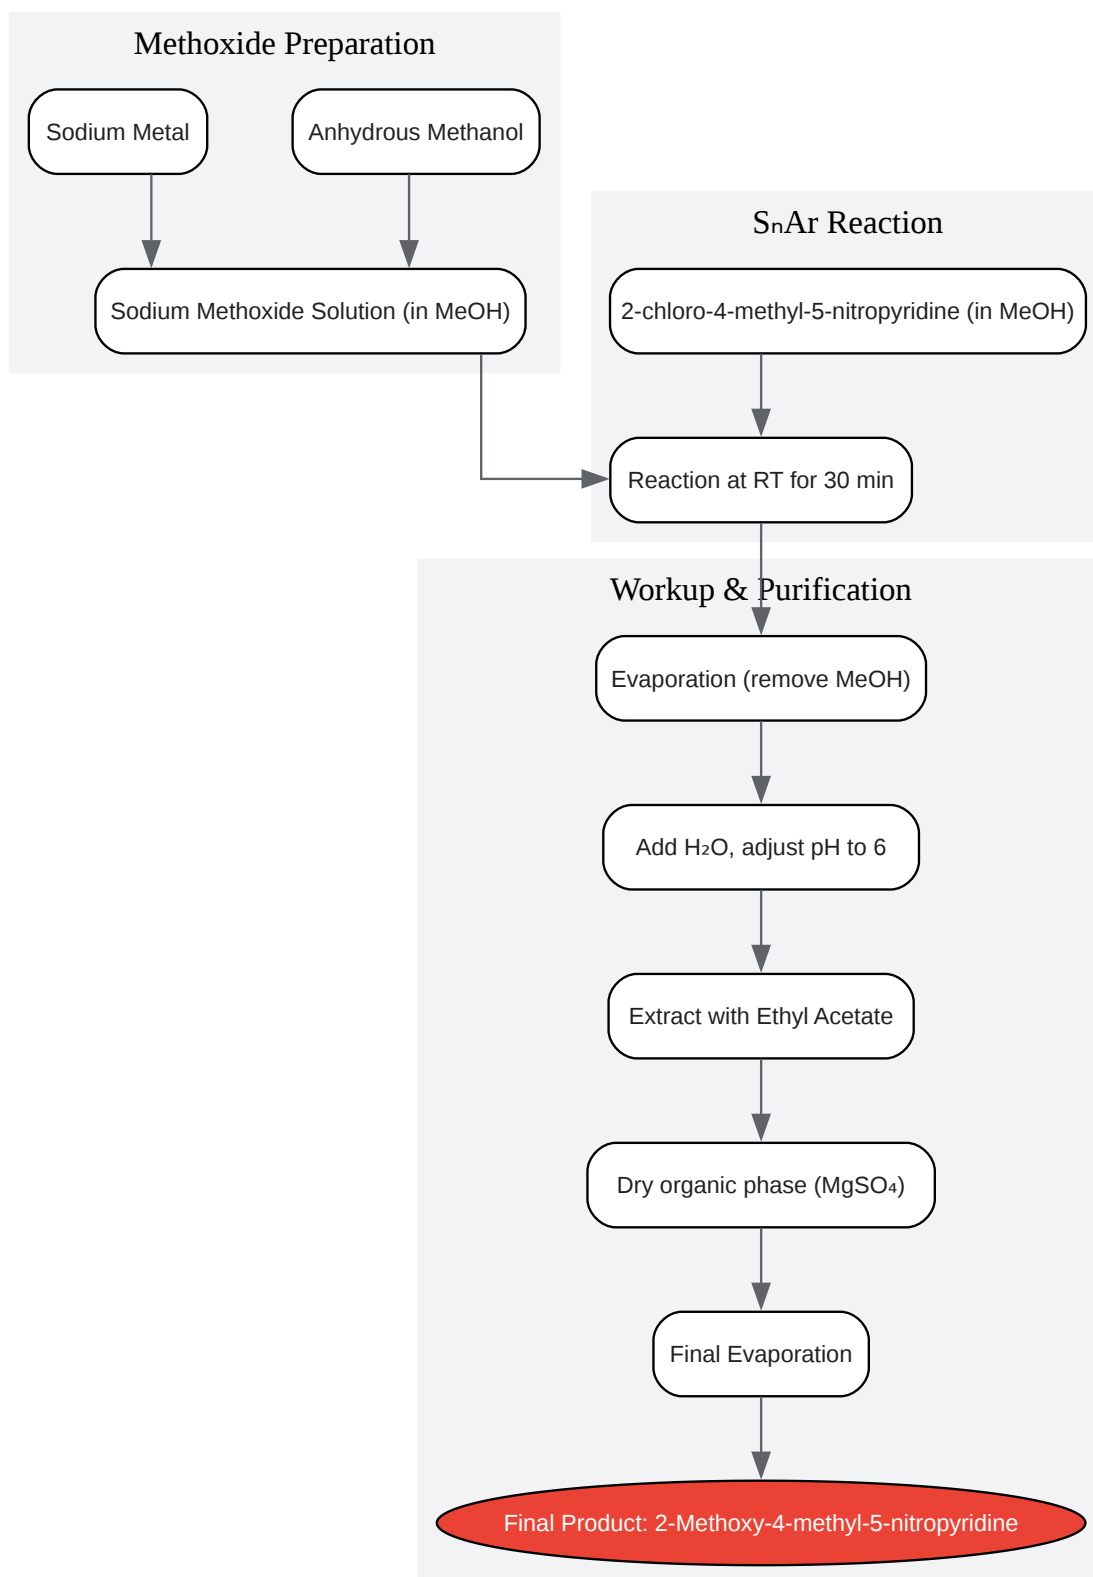 Methoxide Preparation
Sodium Metal
Anhydrous Methanol
Sodium Methoxide Solution (in MeOH)
SₙAr Reaction
2-chloro-4-methyl-5-nitropyridine (in MeOH)
Reaction at RT for 30 min
Workup & Purification
Evaporation (remove MeOH)
Add H₂O, adjust pH to 6
Extract with Ethyl Acetate
Dry organic phase (MgSO₄)
Final Evaporation
Final Product: 2-Methoxy-4-methyl-5-nitropyridine